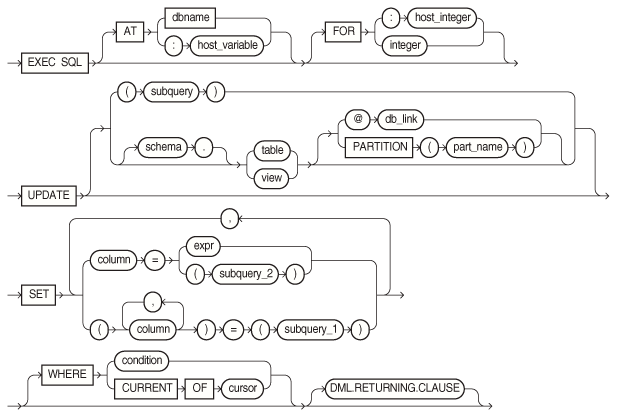 AT dbname FOR : host_integer
: host_variable integer
EXEC SQL
( subquery )
schema . table @ db_link
view PARTITION ( part_name )
UPDATE
,
column = expr
( subquery_2 )
SET
,
( column ) = ( subquery_1 )
WHERE condition DML.RETURNING.CLAUSE
CURRENT OF cursor